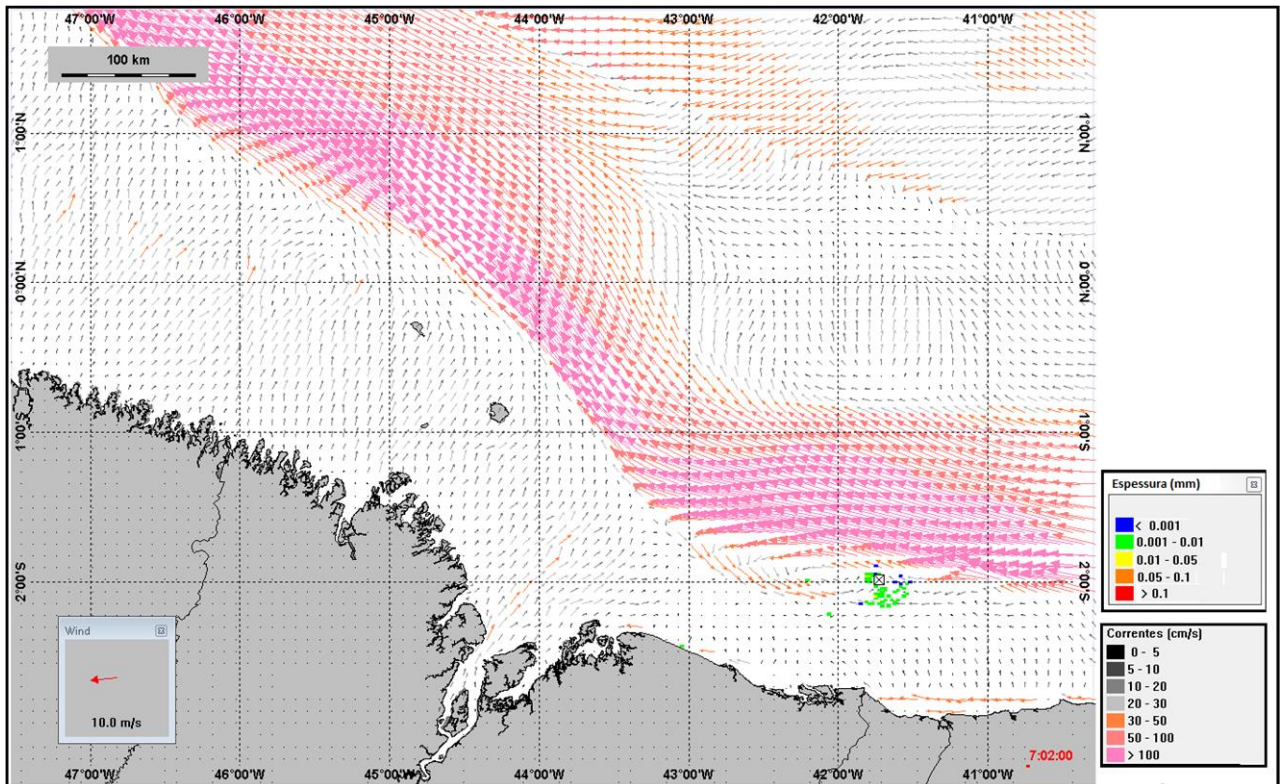 47°00'W 46°00'W 45°00'W 44°00'W 43°00'W 42°00'W 41°00'W
100 km
1°00'N 1°00'N
0°00'N 0°00'N
1°00'S 1°00'S
2°00'S 2°00'S
Espessura (mm)
< 0.001
0.001 - 0.01
0.01 - 0.05
0.05 - 0.1
> 0.1
Wind
10.0 m/s
Correntes (cm/s)
0 - 5
5 - 10
10 - 20
20 - 30
30 - 50
50 - 100
> 100
7:02:00
47°00'W 46°00'W 45°00'W 44°00'W 43°00'W 42°00'W 41°00'W